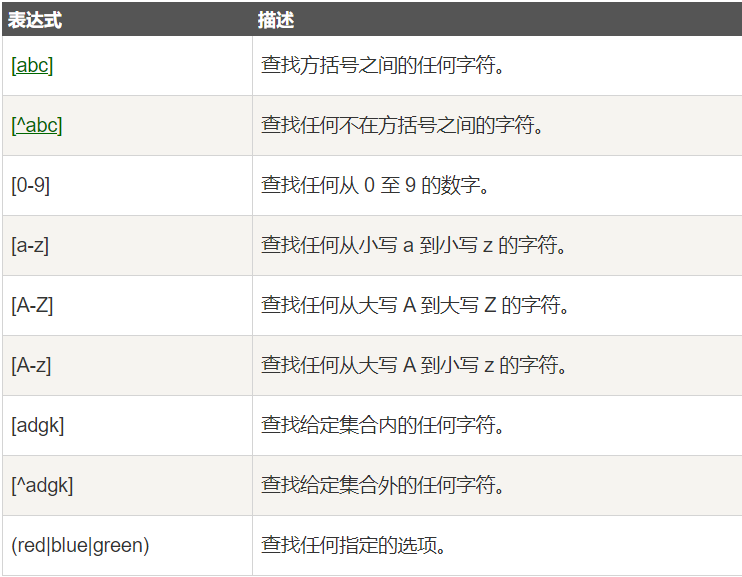 表达式 描述
[abc] 查找方括号之间的任何字符。
[^abc] 查找任何不在方括号之间的字符。
[0-9] 查找任何从 0 至 9 的数字。
[a-z] 查找任何从小写 a 到小写 z 的字符。
[A-Z] 查找任何从大写 A 到大写 Z 的字符。
[A-z] 查找任何从大写 A 到小写 z 的字符。
[adgk] 查找给定集合内的任何字符。
[^adgk] 查找给定集合外的任何字符。
(red|blue|green) 查找任何指定的选项。